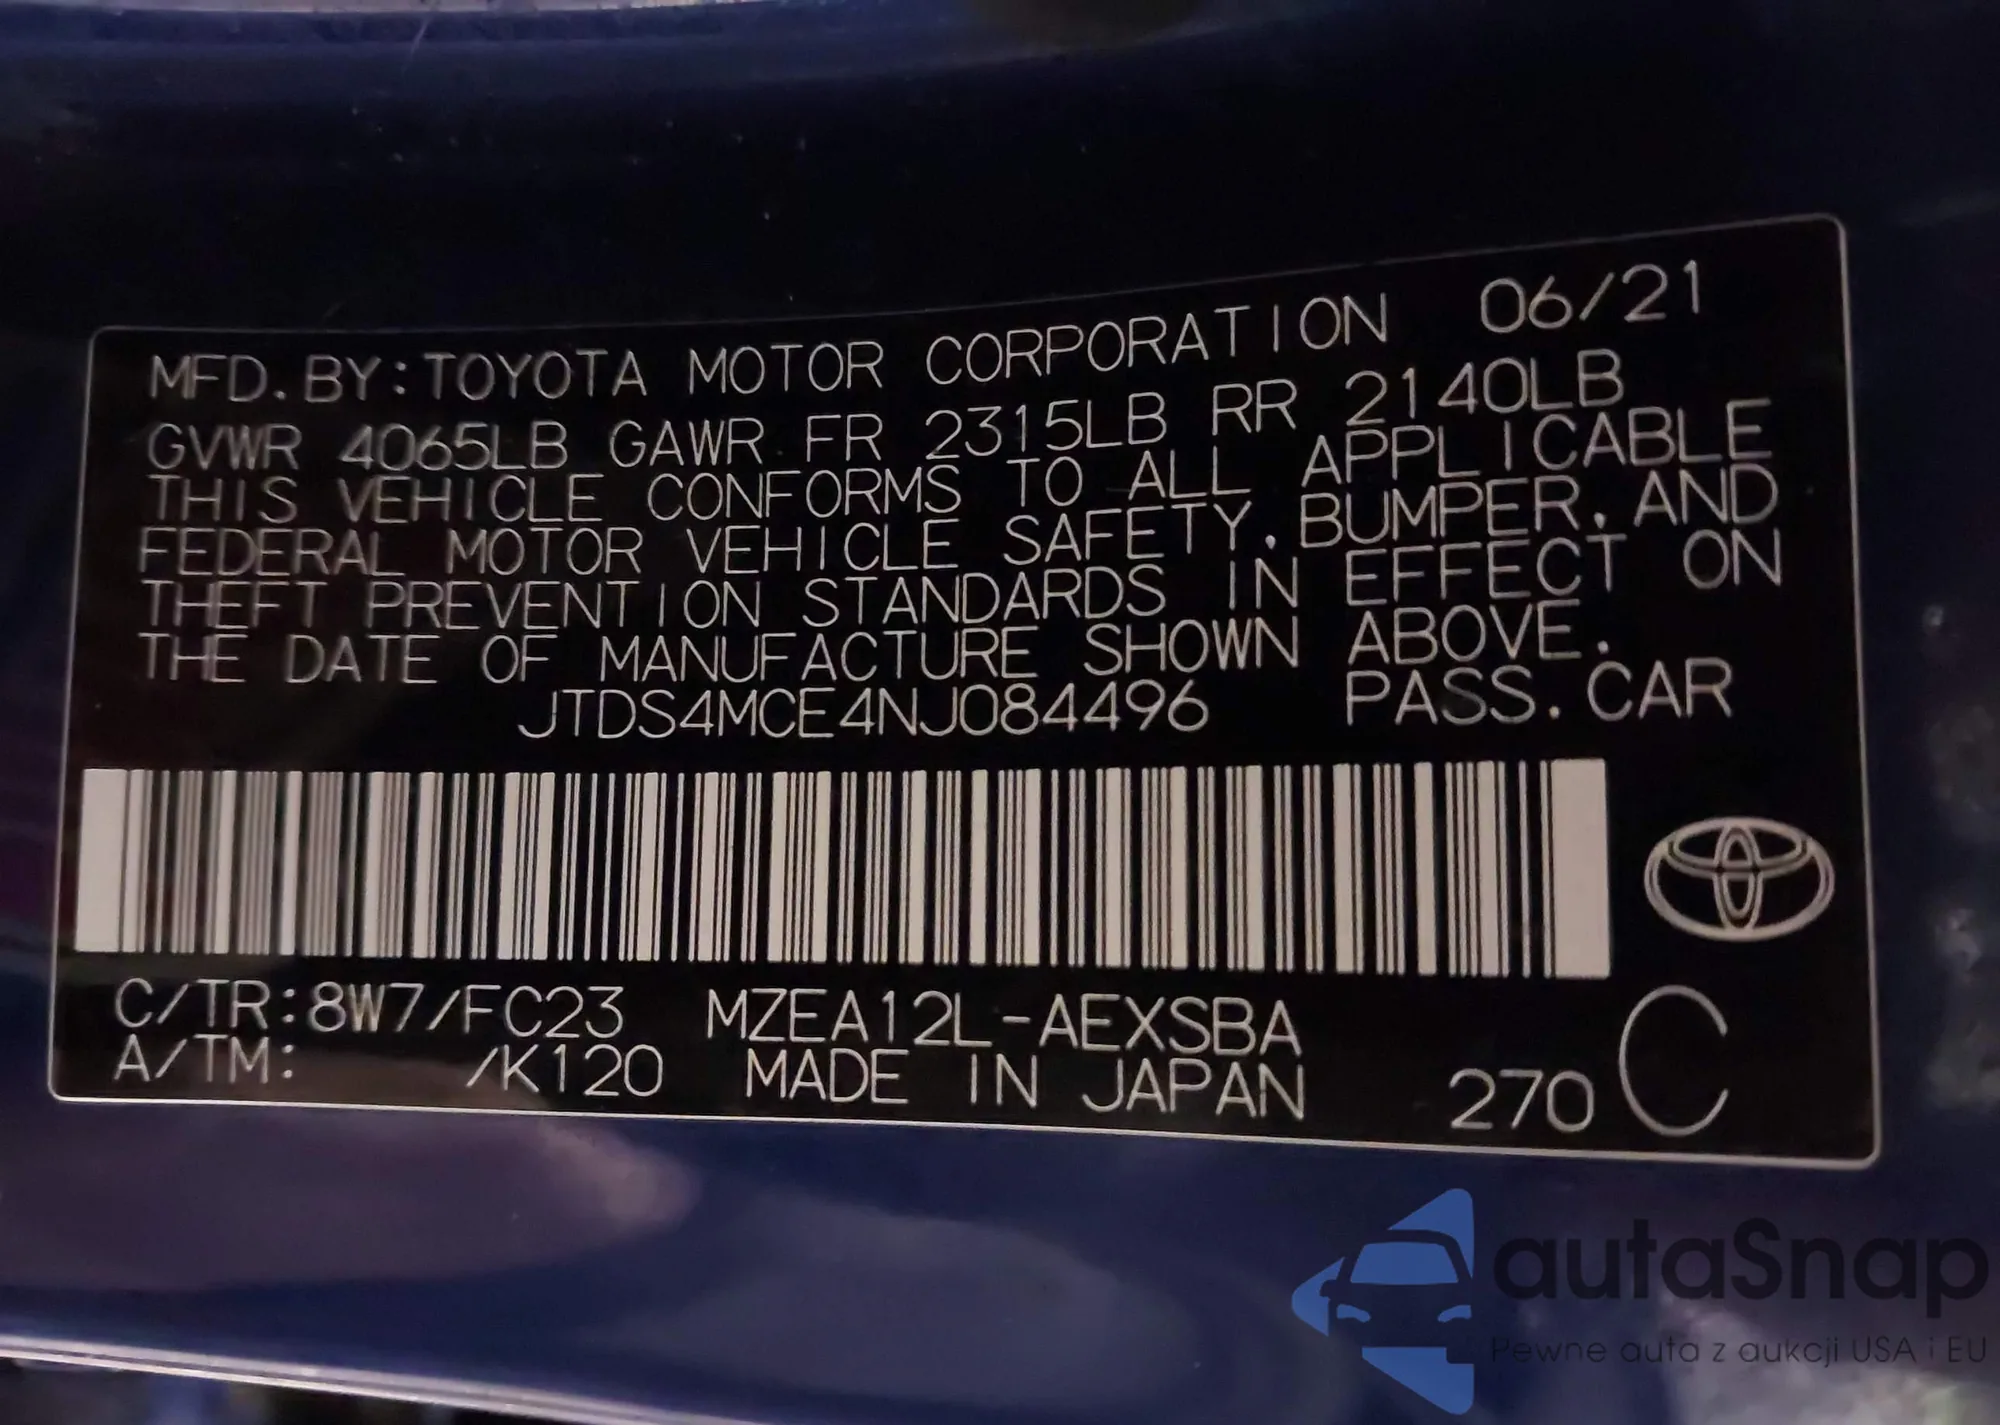 MFD. BY: TOYOTA MOTOR CORPORATION 06/21
GVWR 4065LB GAWR FR 2315LB RR 2140LB
THIS VEHICLE CONFORMS TO ALL APPLICABLE
FEDERAL MOTOR VEHICLE SAFETY, BUMPER, AND
THEFT PREVENTION STANDARDS IN EFFECT ON
THE DATE OF MANUFACTURE SHOWN ABOVE.
JTDS4MCE4NJ084496 PASS. CAR
C/TR: 8W7/FC23 MZEA12L-AEXSBA
A/TM: /K120 MADE IN JAPAN 270 C
autaSnap
Pewne auta z aukcji USA i EU